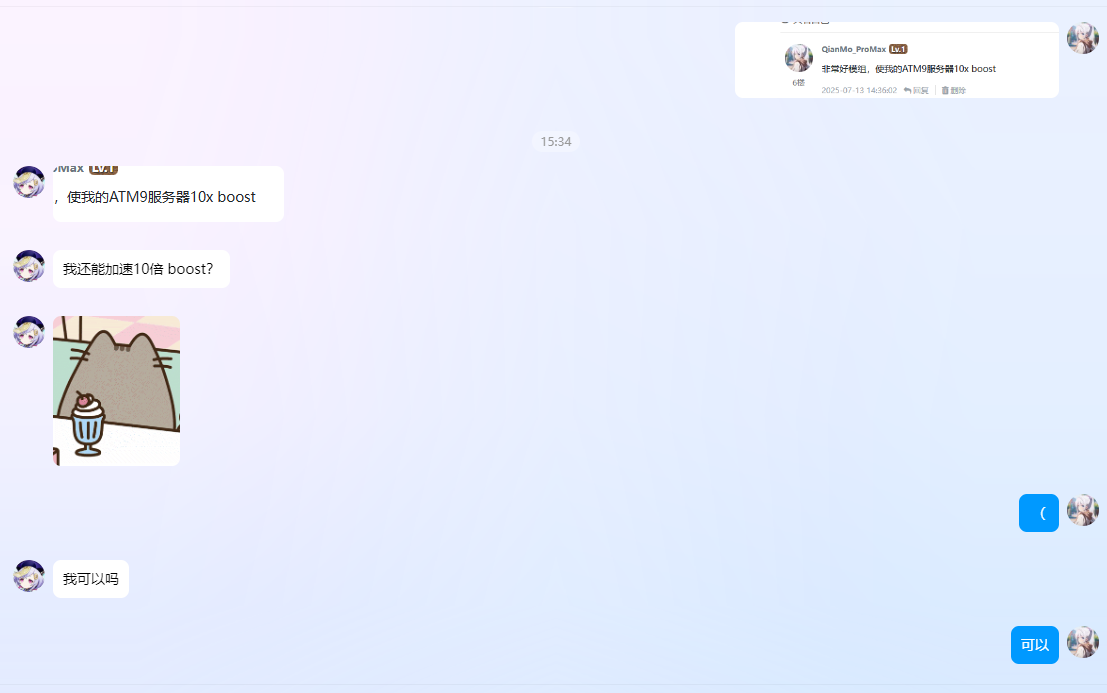 QianMo_ProMax Lv.1
非常好模组，使我的ATM9服务器10x boost
6楼
2025-07-13 14:36:02 回复 删除
15:34
oMax Lv.1
，使我的ATM9服务器10x boost
我还能加速10倍 boost？
（
我可以吗
可以